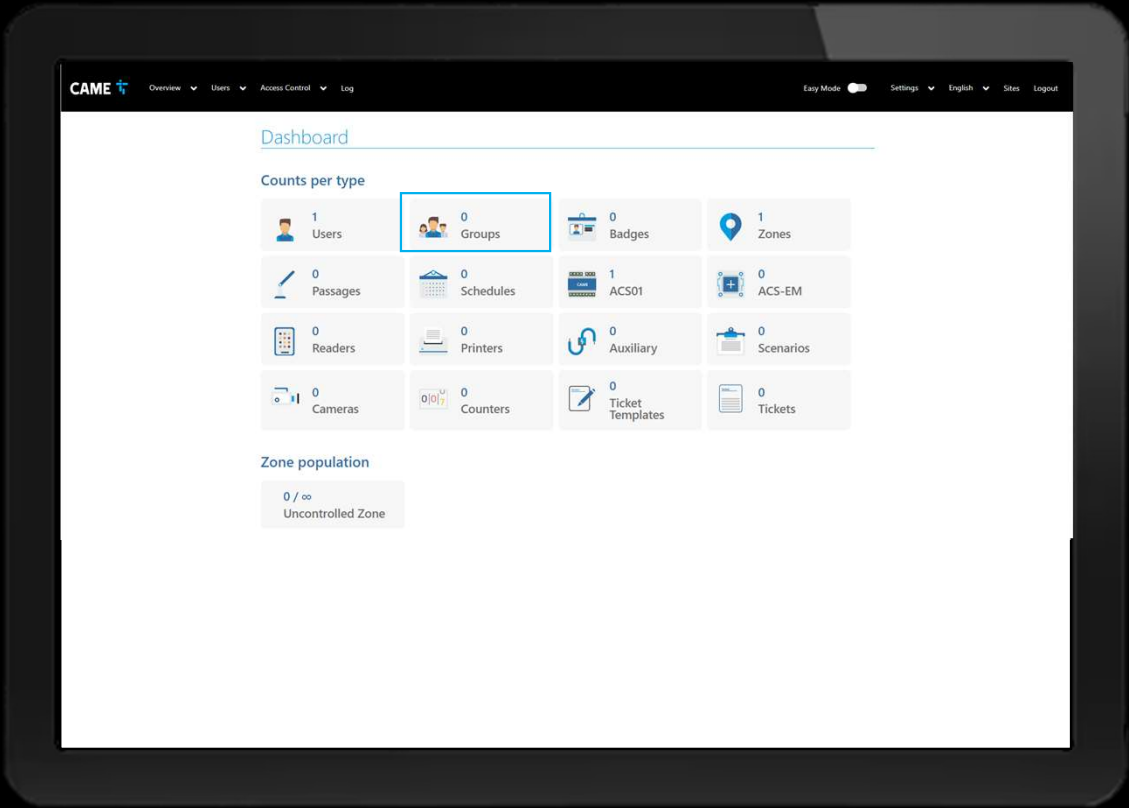 CAME
Overview Users Access Control Log Easy Mode Settings English Sites Logout
Dashboard
Counts per type
1
Users
0
Groups
0
Badges
1
Zones
0
Passages
0
Schedules
1
ACS01
0
ACS-EM
0
Readers
0
Printers
0
Auxiliary
0
Scenarios
0
Cameras
0
Counters
0
Ticket
Templates
0
Tickets
Zone population
0 / ∞
Uncontrolled Zone